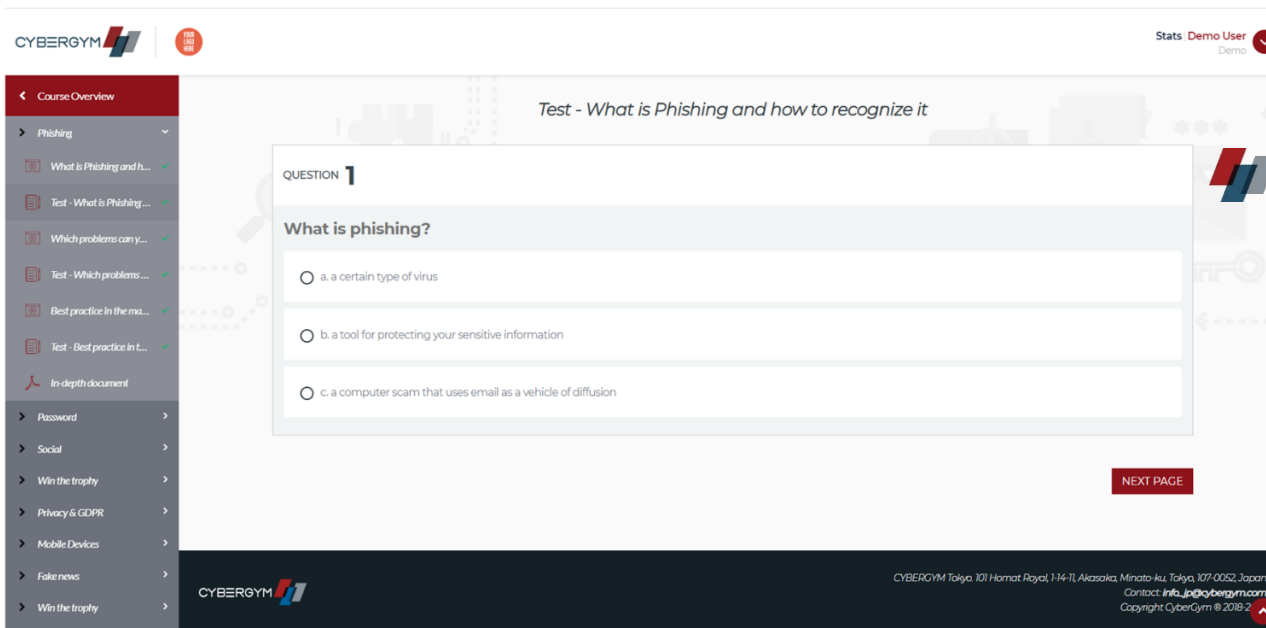 CYBERGYM
YOUR LOGO HERE
Stats | Demo User
Demo
Course Overview
Phishing
What is Phishing and h...
Test - What is Phishing ...
Which problems can y...
Test - Which problems ...
Best practice in the ma...
Test - Best practice in t...
In-depth document
Password
Social
Win the trophy
Privacy & GDPR
Mobile Devices
Fake news
Win the trophy
Test - What is Phishing and how to recognize it
QUESTION 1
What is phishing?
a. a certain type of virus
b. a tool for protecting your sensitive information
c. a computer scam that uses email as a vehicle of diffusion
NEXT PAGE
CYBERGYM
CYBERGYM Tokyo. 101 Homat Royal, 1-14-11, Akasaka, Minato-ku, Tokyo, 107-0052, Japan
Contact: info_jp@cybergym.com
Copyright CyberGym ® 2018-2